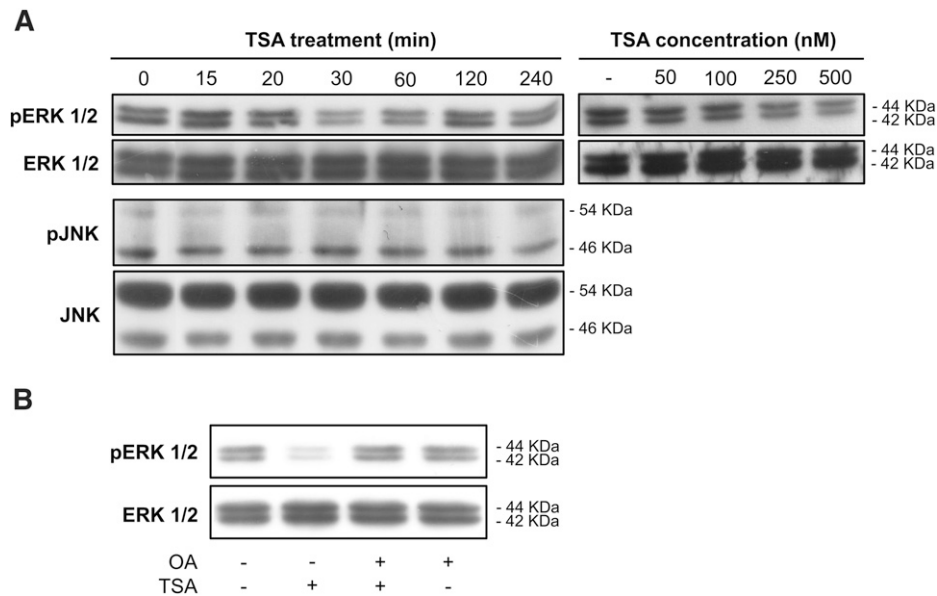 A
TSA treatment (min) TSA concentration (nM)
0 15 20 30 60 120 240 - 50 100 250 500
pERK 1/2 - 44 KDa
- 42 KDa
ERK 1/2 - 44 KDa
- 42 KDa
pJNK - 54 KDa
- 46 KDa
JNK - 54 KDa
- 46 KDa
B
pERK 1/2 - 44 KDa
- 42 KDa
ERK 1/2 - 44 KDa
- 42 KDa
OA - - + +
TSA - + + -